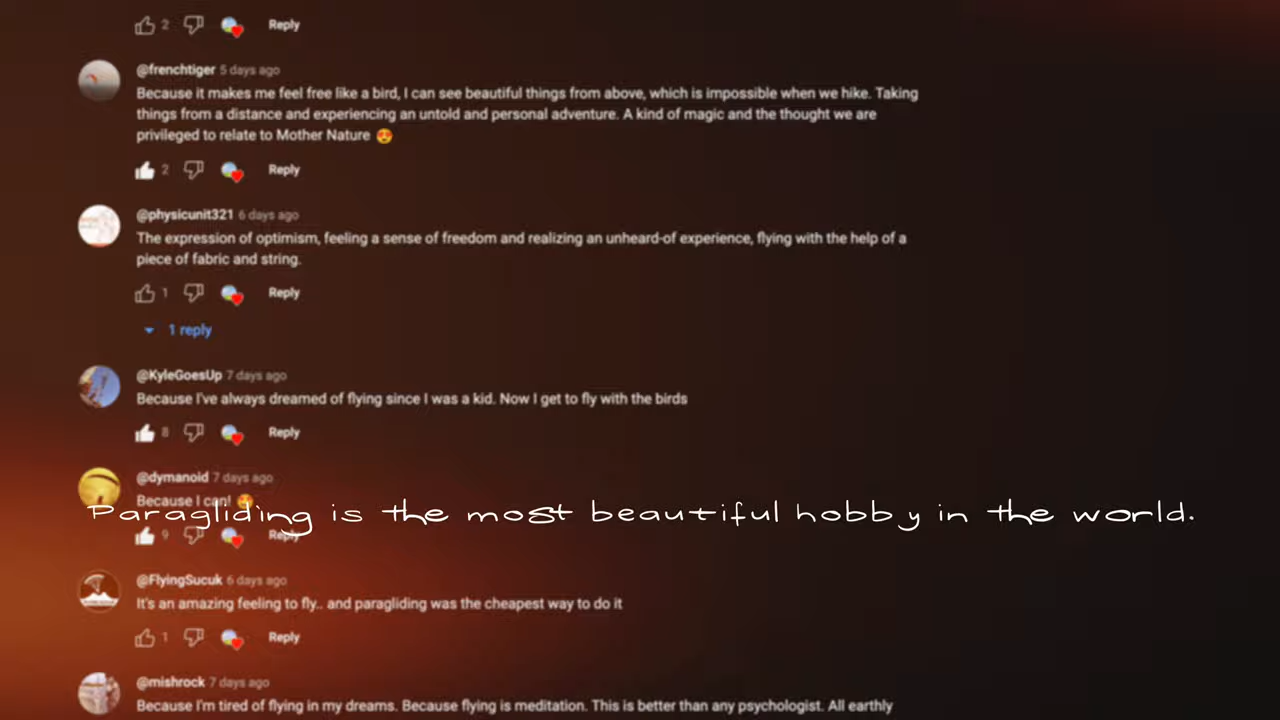 2 Reply
@frenchtiger 5 days ago
Because it makes me feel free like a bird, I can see beautiful things from above, which is impossible when we hike. Taking
things from a distance and experiencing an untold and personal adventure. A kind of magic and the thought we are
privileged to relate to Mother Nature 😍
2 Reply
@physicunit321 6 days ago
The expression of optimism, feeling a sense of freedom and realizing an unheard-of experience, flying with the help of a
piece of fabric and string.
1 Reply
1 reply
@KyleGoesUp 7 days ago
Because I've always dreamed of flying since I was a kid. Now I get to fly with the birds
8 Reply
@dymanoid 7 days ago
Because I can! 🤩
Paragliding is the most beautiful hobby in the world.
9 Reply
@FlyingSucuk 6 days ago
It's an amazing feeling to fly.. and paragliding was the cheapest way to do it
1 Reply
@mishrock 7 days ago
Because I'm tired of flying in my dreams. Because flying is meditation. This is better than any psychologist. All earthly